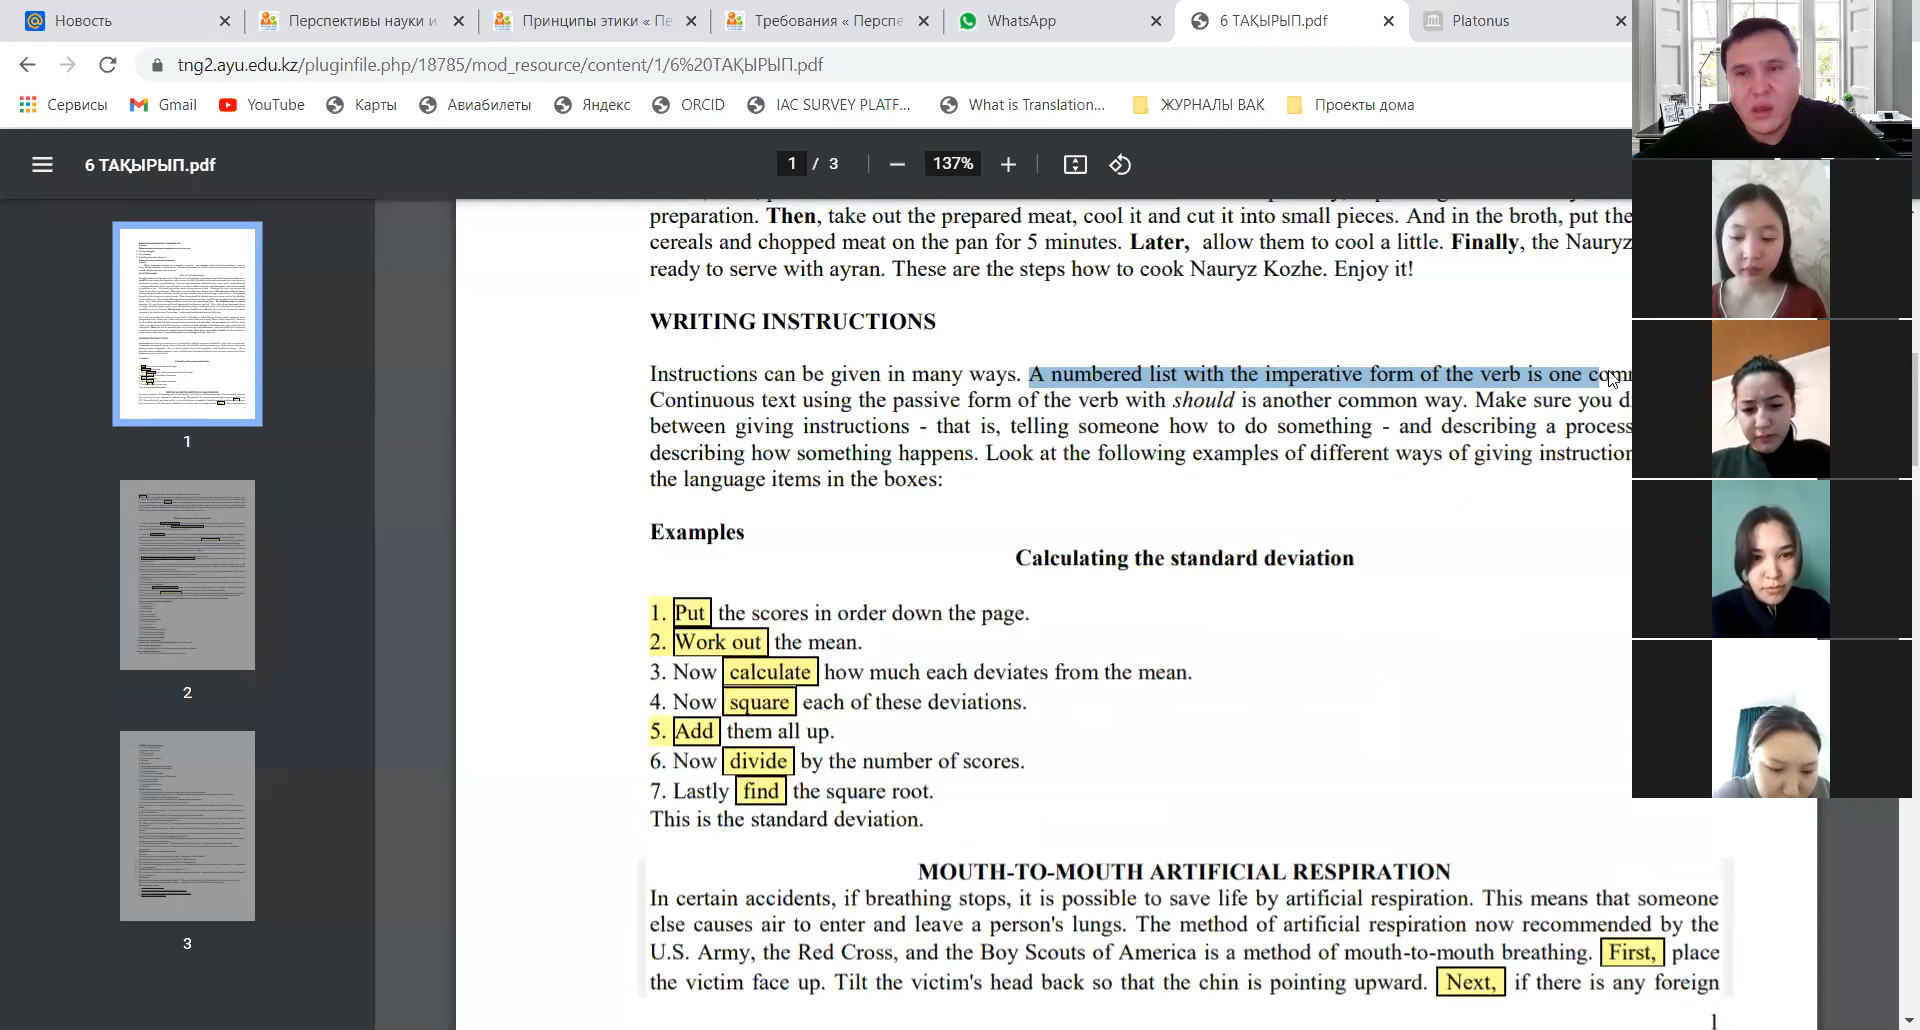 Новость
Перспективы науки и
Принципы этики « Пе
Требования « Перспе
WhatsApp
6 ТАҚЫРЫП.pdf
Platonus
tng2.ayu.edu.kz/pluginfile.php/18785/mod_resource/content/1/6%20ТАҚЫРЫП.pdf
Сервисы
Gmail
YouTube
Карты
Авиабилеты
Яндекс
ORCID
IAC SURVEY PLATF...
What is Translation...
ЖУРНАЛЫ ВАК
Проекты дома
6 ТАҚЫРЫП.pdf
1 / 3
137%
1
2
3
preparation. Then, take out the prepared meat, cool it and cut it into small pieces. And in the broth, put the
cereals and chopped meat on the pan for 5 minutes. Later, allow them to cool a little. Finally, the Nauryz
ready to serve with ayran. These are the steps how to cook Nauryz Kozhe. Enjoy it!
WRITING INSTRUCTIONS
Instructions can be given in many ways. A numbered list with the imperative form of the verb is one
Continuous text using the passive form of the verb with should is another common way. Make sure you
between giving instructions - that is, telling someone how to do something - and describing a process
describing how something happens. Look at the following examples of different ways of giving
the language items in the boxes:
Examples
Calculating the standard deviation
1. Put the scores in order down the page.
2. Work out the mean.
3. Now calculate how much each deviates from the mean.
4. Now square each of these deviations.
5. Add them all up.
6. Now divide by the number of scores.
7. Lastly find the square root.
This is the standard deviation.
MOUTH-TO-MOUTH ARTIFICIAL RESPIRATION
In certain accidents, if breathing stops, it is possible to save life by artificial respiration. This means that someone
else causes air to enter and leave a person's lungs. The method of artificial respiration now recommended by the
U.S. Army, the Red Cross, and the Boy Scouts of America is a method of mouth-to-mouth breathing. First, place
the victim face up. Tilt the victim's head back so that the chin is pointing upward. Next, if there is any foreign
1